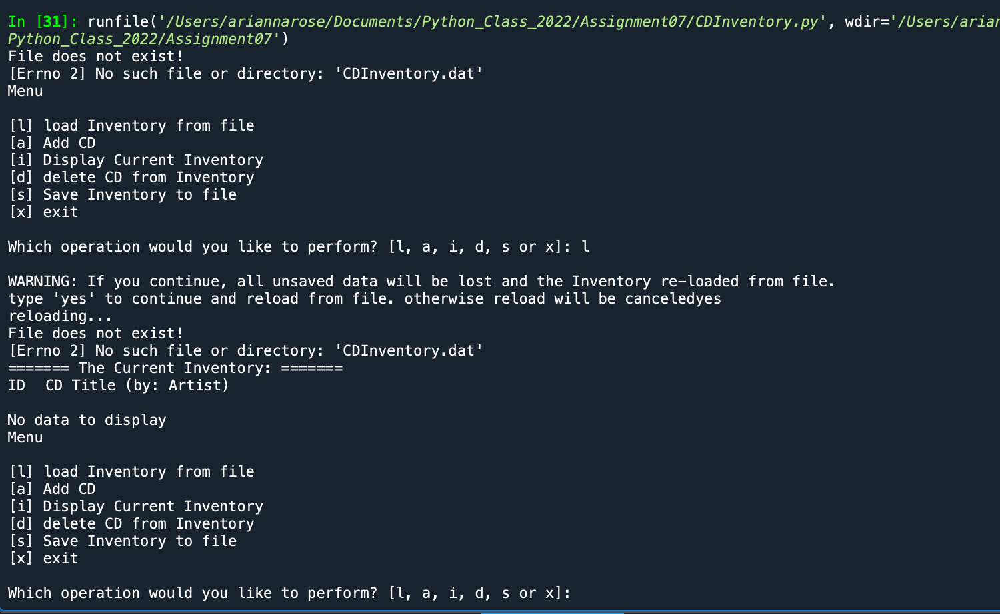 In [31]: runfile('/Users/ariannarose/Documents/Python_Class_2022/Assignment07/CDInventory.py', wdir='/Users/arian
Python_Class_2022/Assignment07')
File does not exist!
[Errno 2] No such file or directory: 'CDInventory.dat'
Menu

[l] load Inventory from file
[a] Add CD
[i] Display Current Inventory
[d] delete CD from Inventory
[s] Save Inventory to file
[x] exit

Which operation would you like to perform? [l, a, i, d, s or x]: l

WARNING: If you continue, all unsaved data will be lost and the Inventory re-loaded from file.
type 'yes' to continue and reload from file. otherwise reload will be canceledyes
reloading...
File does not exist!
[Errno 2] No such file or directory: 'CDInventory.dat'
======= The Current Inventory: =======
ID  CD Title (by: Artist)

No data to display
Menu

[l] load Inventory from file
[a] Add CD
[i] Display Current Inventory
[d] delete CD from Inventory
[s] Save Inventory to file
[x] exit

Which operation would you like to perform? [l, a, i, d, s or x]: